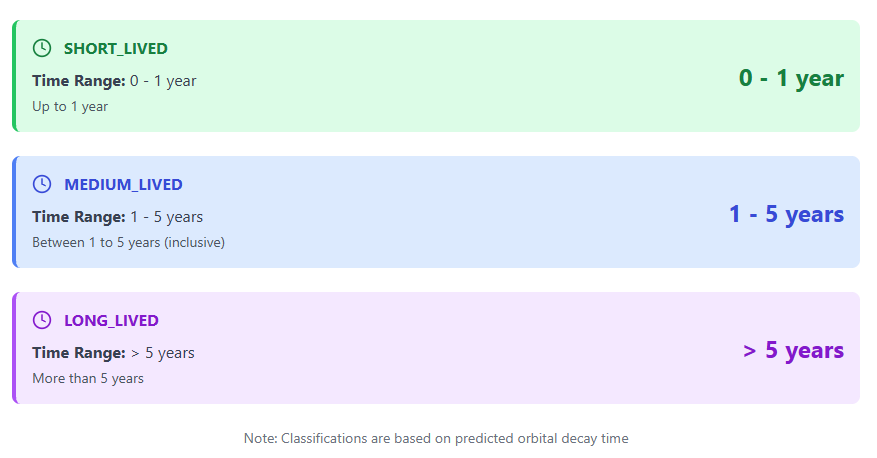 SHORT_LIVED
Time Range: 0 - 1 year
0 - 1 year
Up to 1 year
MEDIUM_LIVED
Time Range: 1 - 5 years
1 - 5 years
Between 1 to 5 years (inclusive)
LONG_LIVED
Time Range: > 5 years
> 5 years
More than 5 years
Note: Classifications are based on predicted orbital decay time